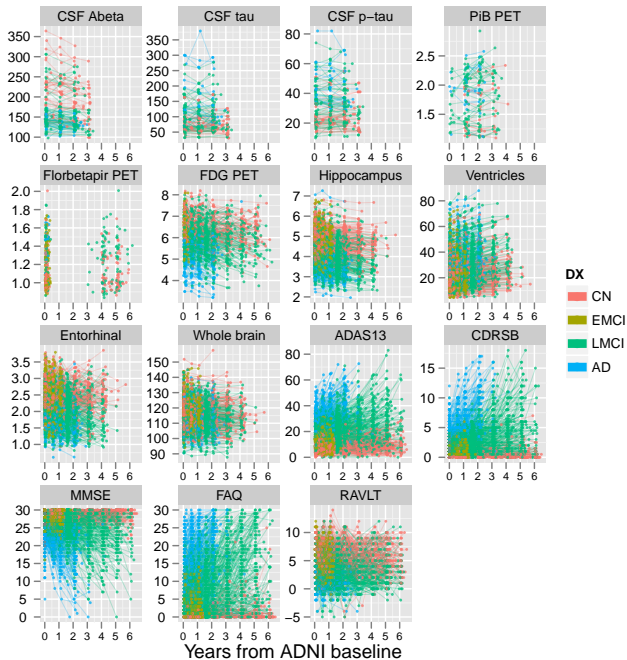 CSF Abeta
350
300
250
200
150
100
0 1 2 3 4 5 6
CSF tau
350
300
250
200
150
100
50
0 1 2 3 4 5 6
CSF p−tau
80
60
40
20
0 1 2 3 4 5 6
PiB PET
2.5
2.0
1.5
0 1 2 3 4 5 6
Florbetapir PET
2.0
1.8
1.6
1.4
1.2
1.0
0 1 2 3 4 5 6
FDG PET
8
7
6
5
4
0 1 2 3 4 5 6
Hippocampus
7
6
5
4
3
2
0 1 2 3 4 5 6
Ventricles
80
60
40
20
0 1 2 3 4 5 6
Entorhinal
3.5
3.0
2.5
2.0
1.5
1.0
0 1 2 3 4 5 6
Whole brain
150
140
130
120
110
100
90
0 1 2 3 4 5 6
ADAS13
80
60
40
20
0
0 1 2 3 4 5 6
CDRSB
15
10
5
0
0 1 2 3 4 5 6
MMSE
30
25
20
15
10
5
0
0 1 2 3 4 5 6
FAQ
30
25
20
15
10
5
0
0 1 2 3 4 5 6
RAVLT
10
5
0
−5
0 1 2 3 4 5 6
Years from ADNI baseline
DX
CN
EMCI
LMCI
AD